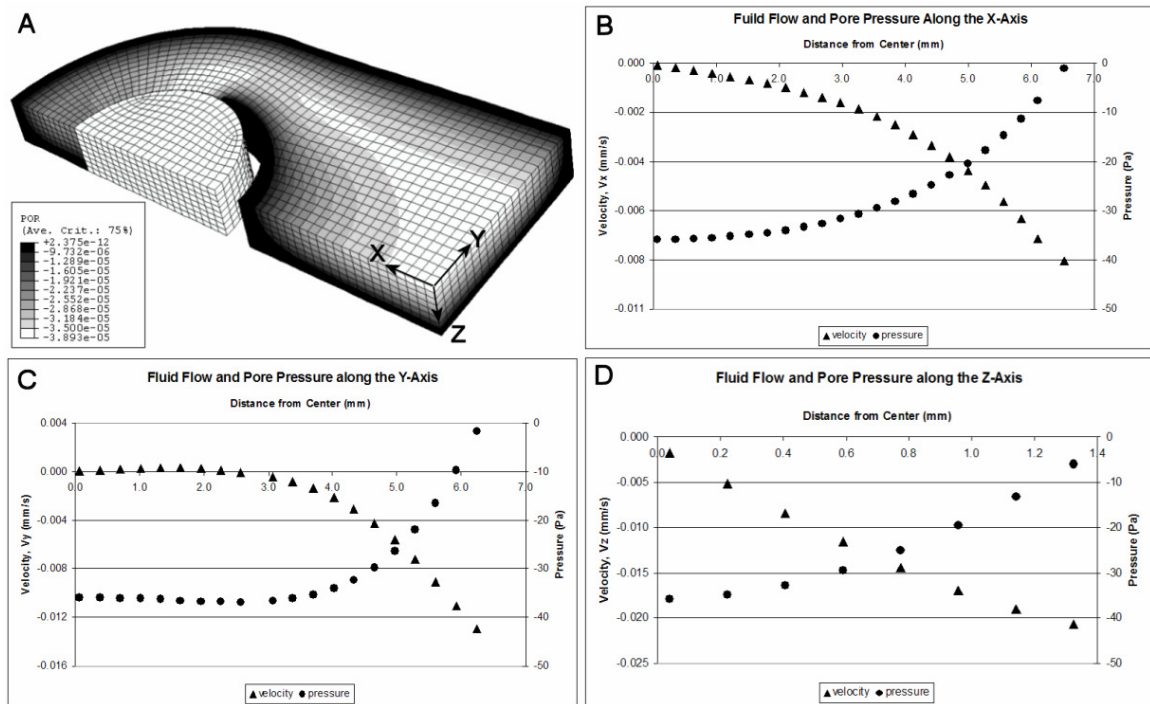 A
X
Y
Z
POR
(Ave. Crit.: 75%)
+2.375e-12
-9.732e-06
-1.289e-05
-1.605e-05
-1.921e-05
-2.237e-05
-2.552e-05
-2.868e-05
-3.184e-05
-3.500e-05
-3.893e-05
B
Fuild Flow and Pore Pressure Along the X-Axis
Distance from Center (mm)
0.000
-0.002
-0.004
-0.006
-0.008
-0.011
Velocity, Vx (mm/s)
0.0 1.0 2.0 3.0 4.0 5.0 6.0 7.0
0
-10
-20
-30
-40
-50
Pressure (Pa)
velocity pressure
C
Fluid Flow and Pore Pressure along the Y-Axis
Distance from Center (mm)
0.004
0.000
-0.004
-0.008
-0.012
-0.016
Velocity, Vy (mm/s)
0.0 1.0 2.0 3.0 4.0 5.0 6.0 7.0
0
-10
-20
-30
-40
-50
Pressure (Pa)
velocity pressure
D
Fluid Flow and Pore Pressure along the Z-Axis
Distance from Center (mm)
0.000
-0.005
-0.010
-0.015
-0.020
-0.025
Velocity, Vz (mm/s)
0.0 0.2 0.4 0.6 0.8 1.0 1.2 1.4
0
-10
-20
-30
-40
-50
Pressure (Pa)
velocity pressure